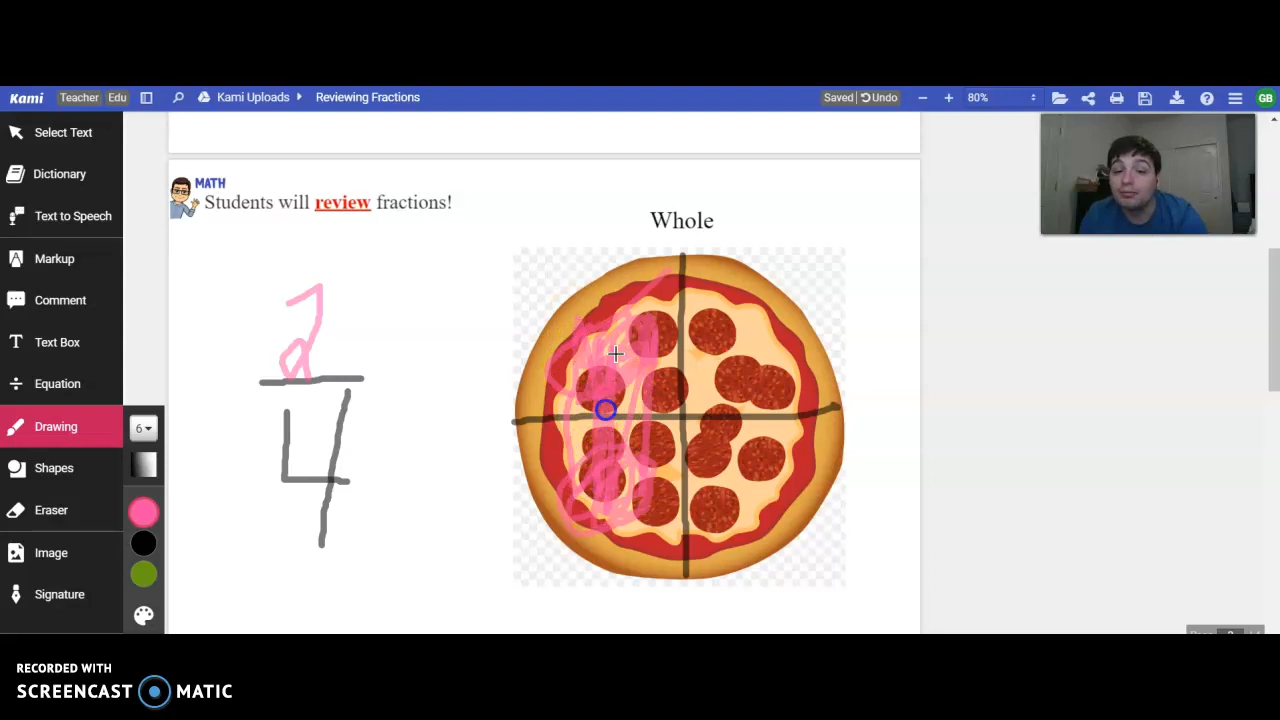 Kami Teacher Edu Kami Uploads Reviewing Fractions Saved Undo 80% GB
Select Text
Dictionary
Text to Speech
Markup
Comment
Text Box
Equation
Drawing
6
Shapes
Eraser
Image
Signature
MATH
Students will review fractions!
Whole
2
4
RECORDED WITH
SCREENCAST MATIC